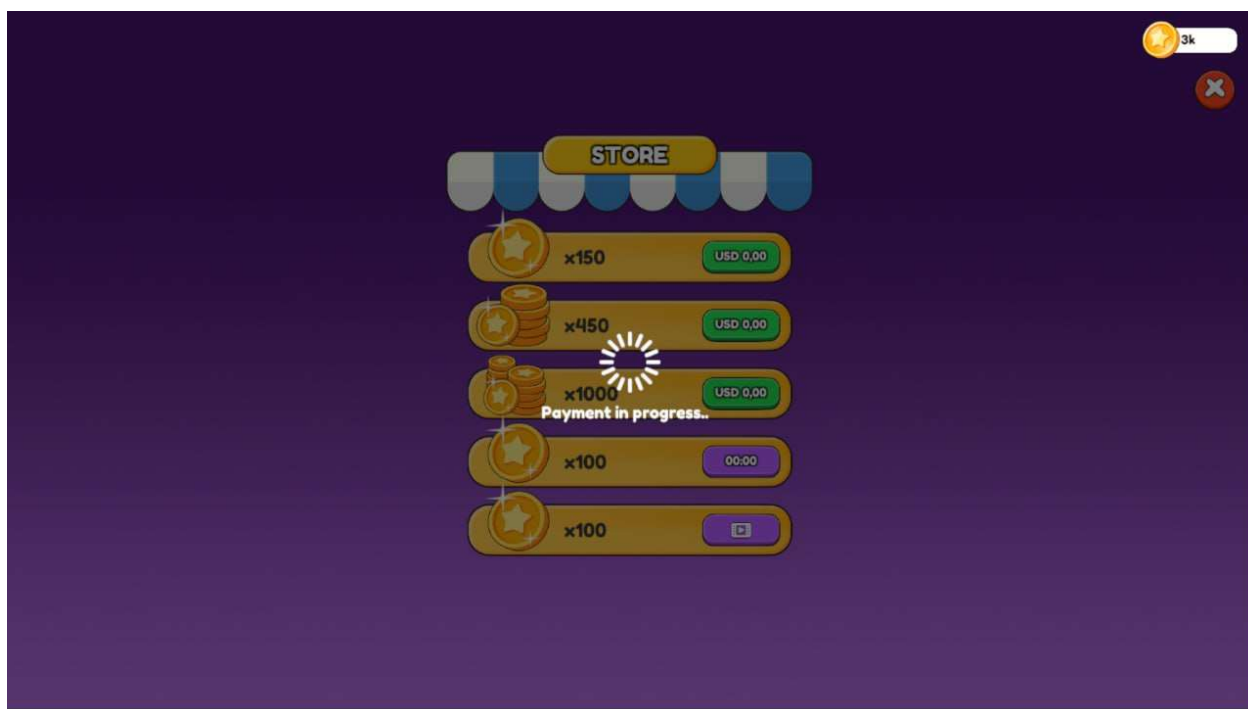 3k
STORE
x150
USD 0,00
x450
USD 0,00
x1000
USD 0,00
Payment in progress..
x100
00:00
x100